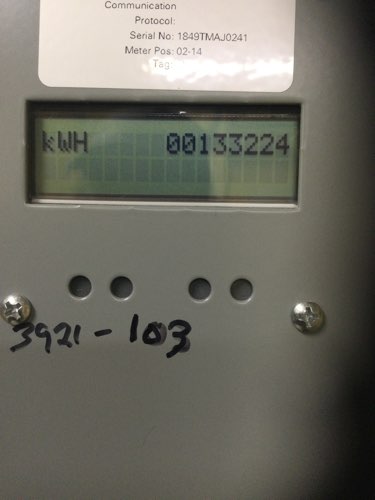 Communication
Protocol:
Serial No: 1849TMAJ0241
Meter Pos: 02-14
Tag:
kWH 00133224
3921-103